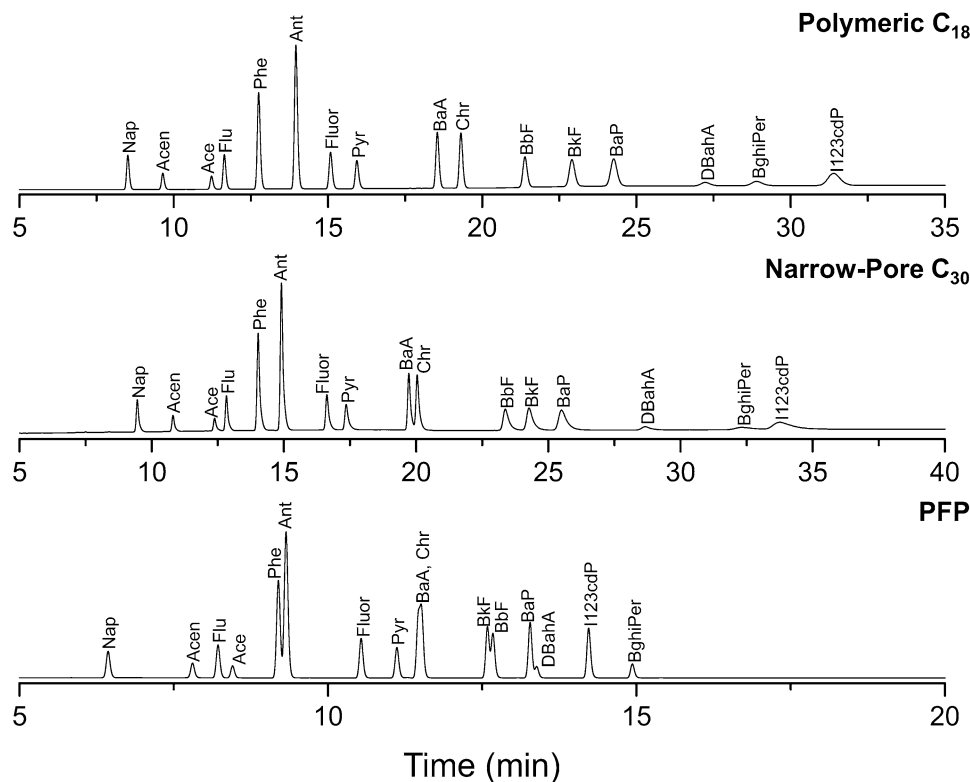 Polymeric C₁₈
Nap
Acen
Ace
Flu
Phe
Ant
Fluor
Pyr
BaA
Chr
BbF
BkF
BaP
DBahA
BghiPer
I123cdP
5 10 15 20 25 30 35
Narrow-Pore C₃₀
Nap
Acen
Ace
Flu
Phe
Ant
Fluor
Pyr
BaA
Chr
BbF
BkF
BaP
DBahA
BghiPer
I123cdP
5 10 15 20 25 30 35 40
PFP
Nap
Acen
Flu
Ace
Phe
Ant
Fluor
Pyr
BaA, Chr
BkF
BbF
BaP
DBahA
I123cdP
BghiPer
5 10 15 20
Time (min)